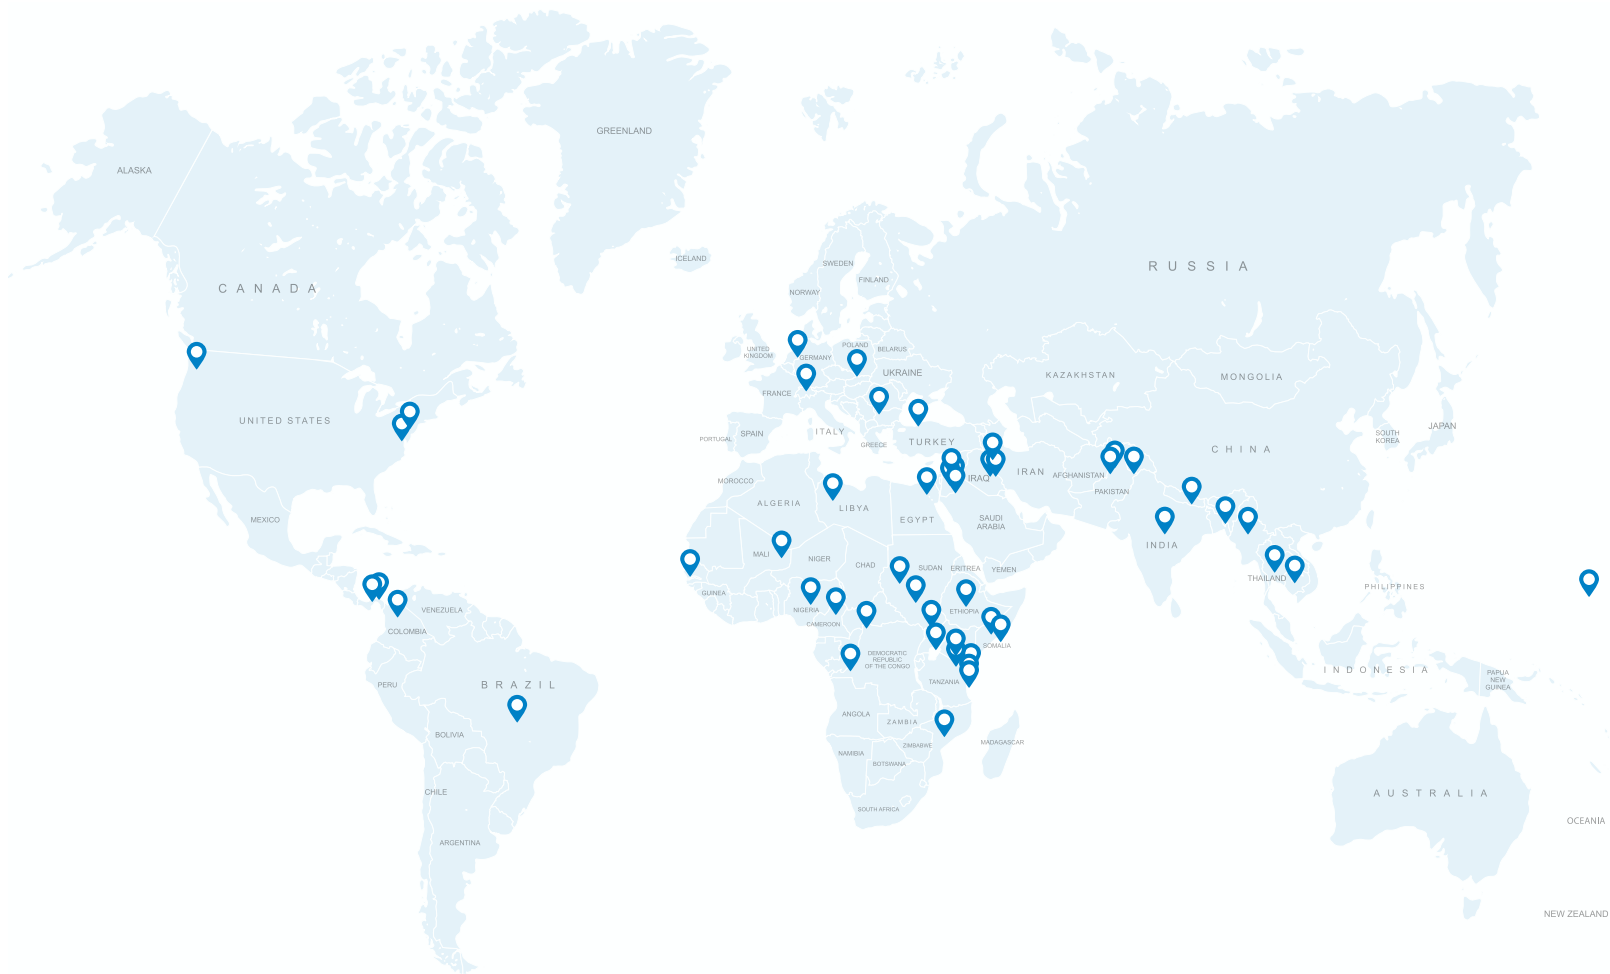 GREENLAND
ALASKA
ICELAND
SWEDEN
RUSSIA
FINLAND
CANADA
NORWAY
UNITED
KINGDOM
POLAND
BELARUS
GERMANY
UKRAINE
KAZAKHSTAN
MONGOLIA
FRANCE
UNITED STATES
PORTUGAL
SPAIN
ITALY
GREECE
TURKEY
SOUTH
KOREA
JAPAN
CHINA
MOROCCO
IRAQ
IRAN
AFGHANISTAN
PAKISTAN
ALGERIA
LIBYA
MEXICO
EGYPT
SAUDI
ARABIA
INDIA
MALI
NIGER
CHAD
SUDAN
ERITREA
YEMEN
THAILAND
PHILIPPINES
GUINEA
NIGERIA
CAMEROON
ETHIOPIA
VENEZUELA
COLOMBIA
SOMALIA
DEMOCRATIC
REPUBLIC
OF THE CONGO
INDONESIA
PAPUA
NEW
GUINEA
PERU
BRAZIL
TANZANIA
ANGOLA
ZAMBIA
BOLIVIA
ZIMBABWE
MADAGASCAR
NAMIBIA
BOTSWANA
CHILE
SOUTH AFRICA
AUSTRALIA
OCEANIA
ARGENTINA
NEW ZEALAND